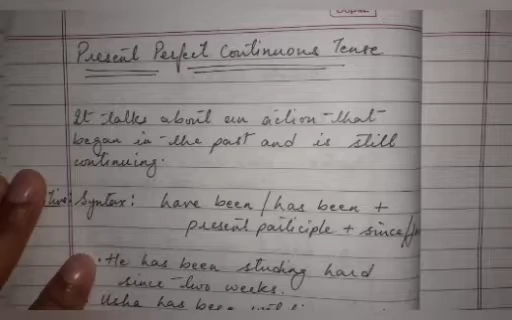 Present Perfect Continuous Tense
It talks about an action that
began in the past and is still
continuing.
Syntax: have been / has been +
present participle + since/
. He has been studing hard
since two weeks.
Usha has been